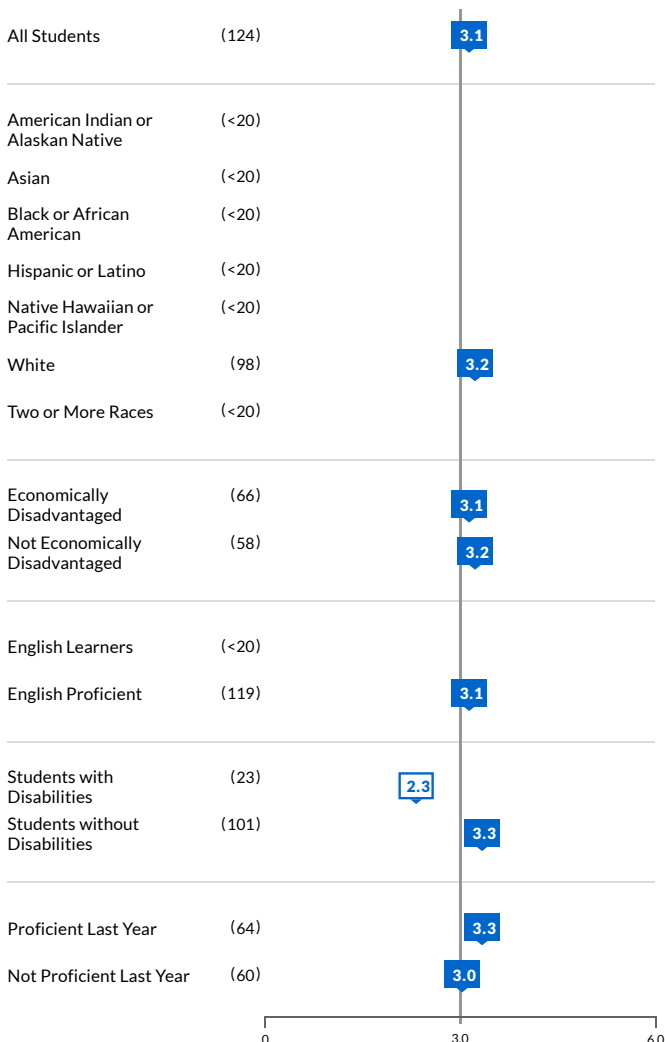 All Students (124) 3.1
American Indian or (<20)
Alaskan Native
Asian (<20)
Black or African (<20)
American
Hispanic or Latino (<20)
Native Hawaiian or (<20)
Pacific Islander
White (98) 3.2
Two or More Races (<20)
Economically (66) 3.1
Disadvantaged
Not Economically (58) 3.2
Disadvantaged
English Learners (<20)
English Proficient (119) 3.1
Students with (23) 2.3
Disabilities
Students without (101) 3.3
Disabilities
Proficient Last Year (64) 3.3
Not Proficient Last Year (60) 3.0
0 3.0 6.0